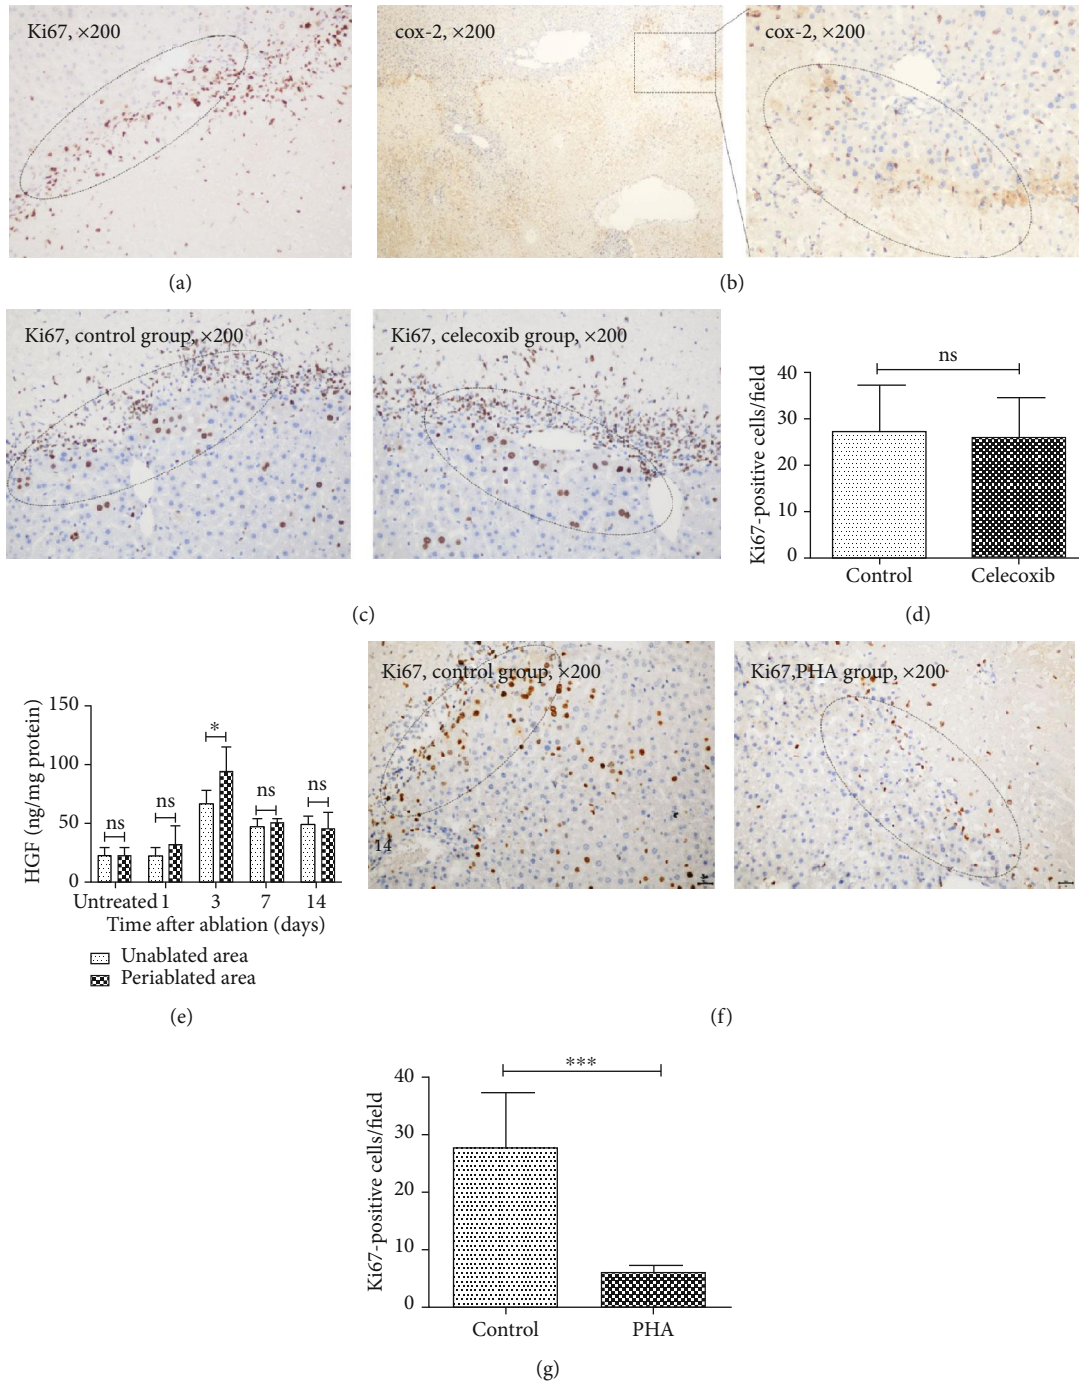 Ki67, ×200
cox-2, ×200
cox-2, ×200
(a)
(b)
Ki67, control group, ×200
Ki67, celecoxib group, ×200
Ki67-positive cells/field
40
30
20
10
0
ns
Control
Celecoxib
(c)
(d)
HGF (ng/mg protein)
150
100
50
0
ns
ns
*
ns
ns
Untreated 1 3 7 14
Time after ablation (days)
Unablated area
Periablated area
(e)
Ki67, control group, ×200
14
Ki67,PHA group, ×200
(f)
Ki67-positive cells/field
40
30
20
10
0
***
Control
PHA
(g)